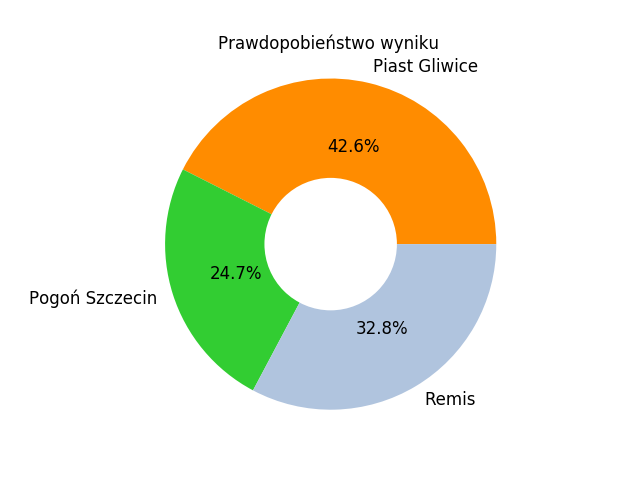 Prawdopobieństwo wyniku
Piast Gliwice
42.6%
24.7%
Pogoń Szczecin
32.8%
Remis